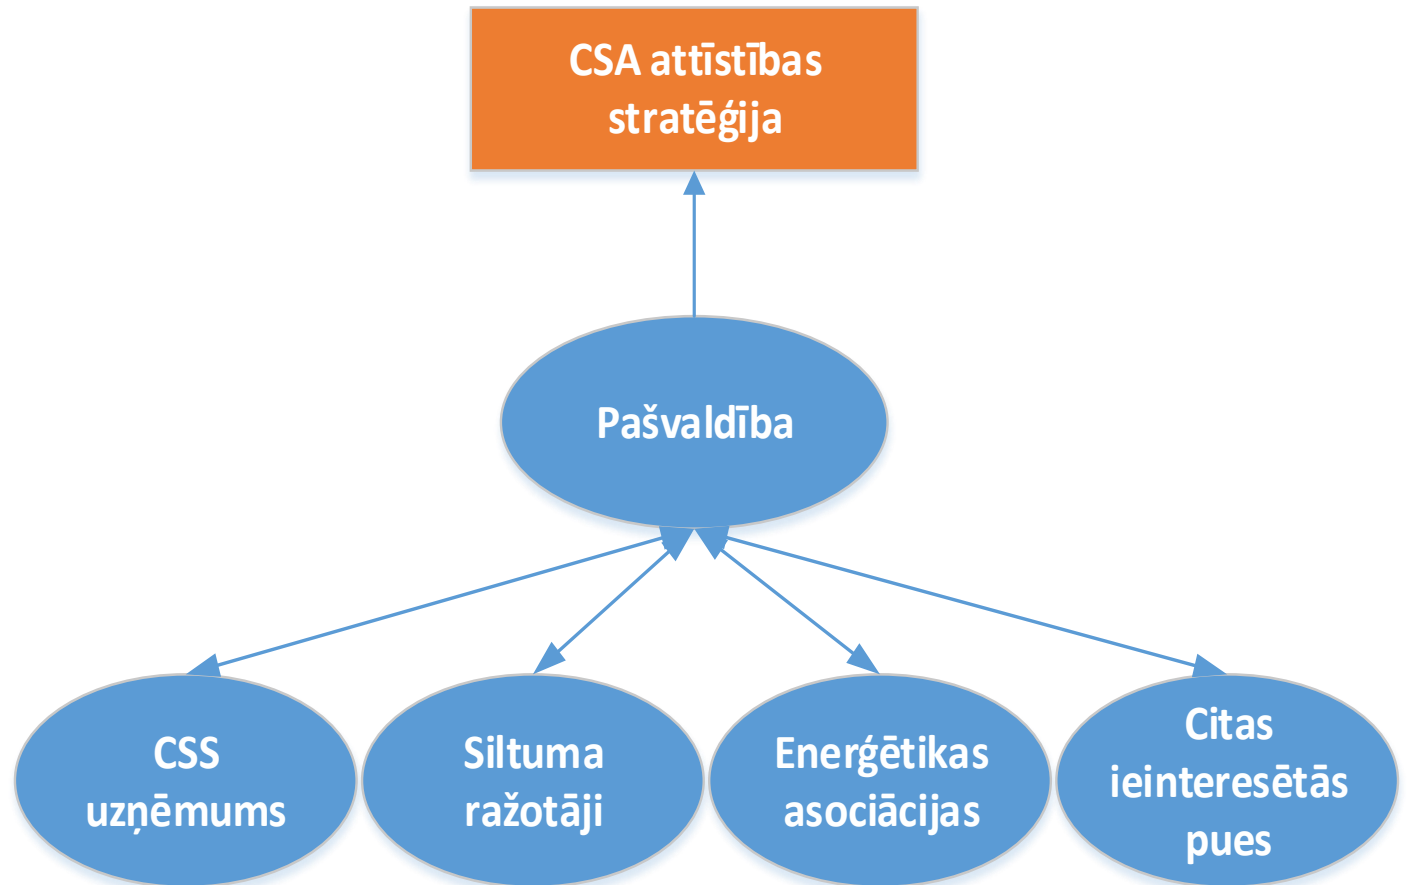 CSA attīstības
stratēģija
Pašvaldība
CSS
uzņēmums
Siltuma
ražotāji
Enerģētikas
asociācijas
Citas
ieinteresētās
pues